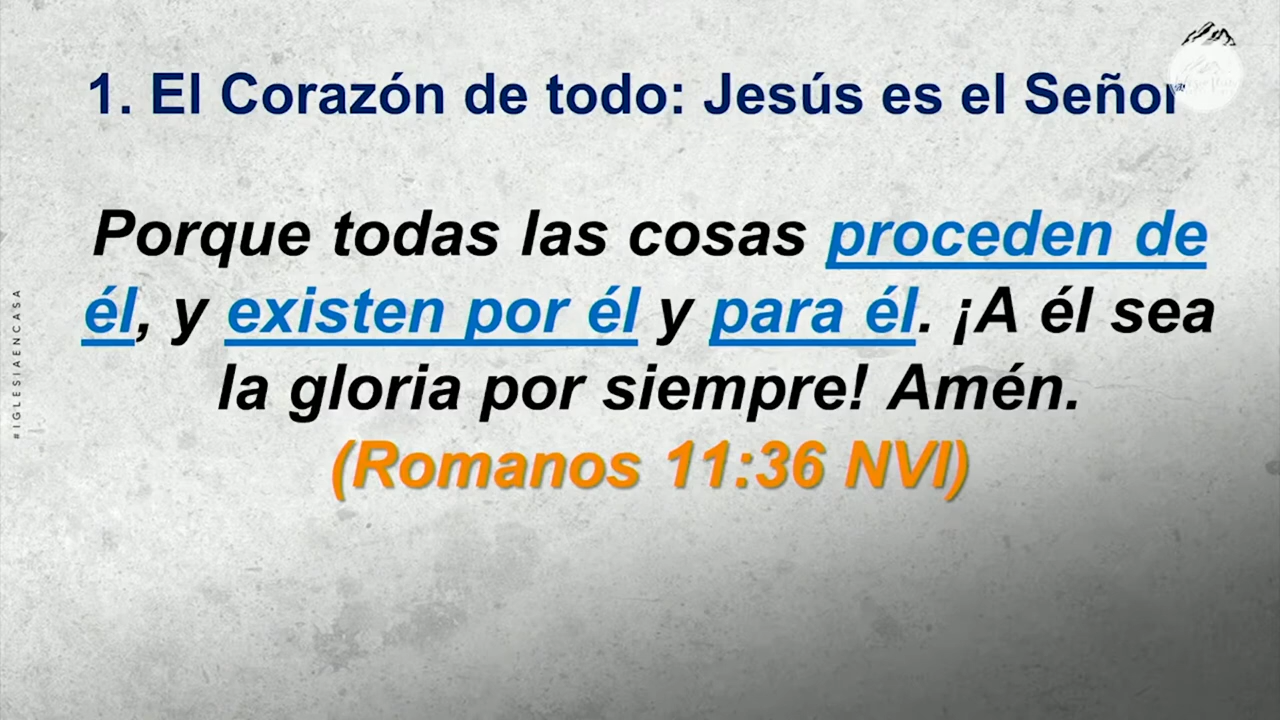 1. El Corazón de todo: Jesús es el Señor
Porque todas las cosas proceden de
él, y existen por él y para él. ¡A él sea
la gloria por siempre! Amén.
(Romanos 11:36 NVI)
#IGLESIAENCASA